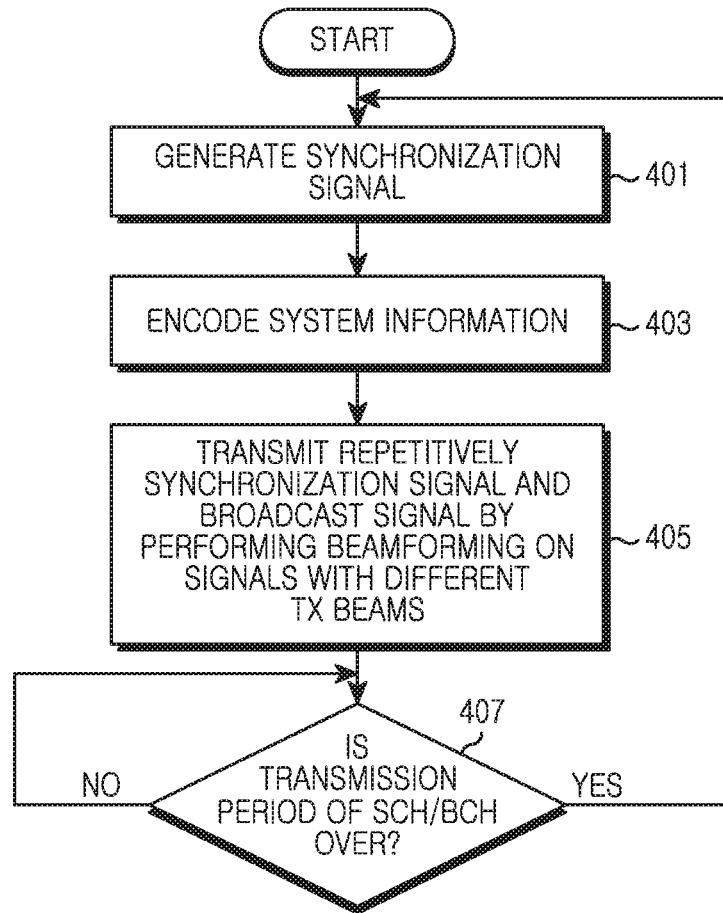 START
GENERATE SYNCHRONIZATION
SIGNAL
401
ENCODE SYSTEM INFORMATION
403
TRANSMIT REPETITIVELY
SYNCHRONIZATION SIGNAL AND
BROADCAST SIGNAL BY
PERFORMING BEAMFORMING ON
SIGNALS WITH DIFFERENT
TX BEAMS
405
407
IS
TRANSMISSION
PERIOD OF SCH/BCH
OVER?
NO
YES